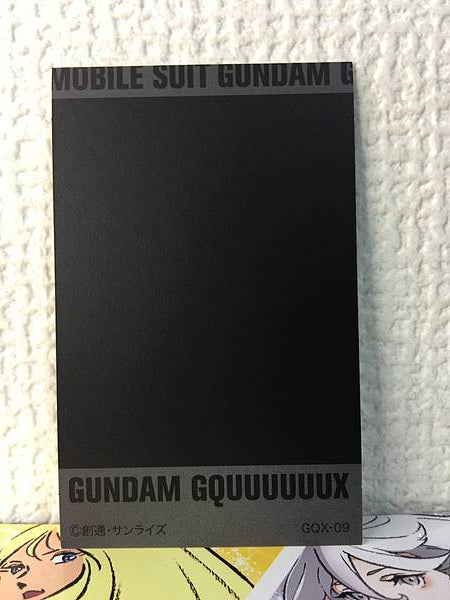 MOBILE SUIT GUNDAM G
GUNDAM GQUUUUUUX
©創通・サンライズ GQX-09